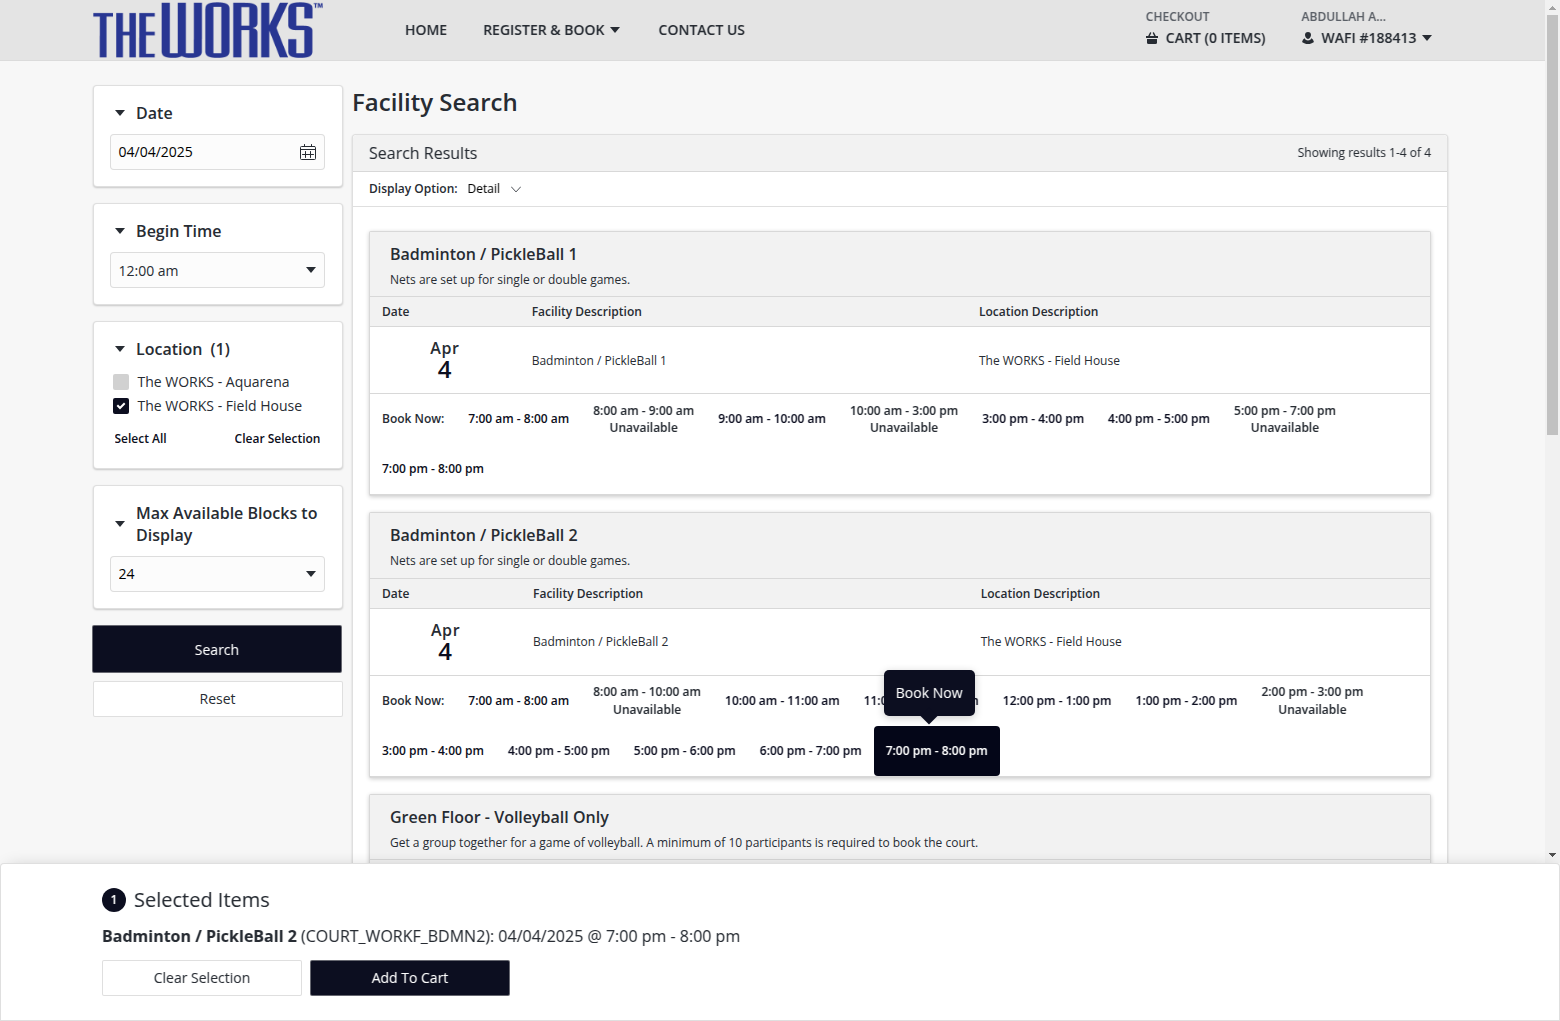 THE WORKS™
HOME
REGISTER & BOOK
CONTACT US
CHECKOUT
CART (0 ITEMS)
ABDULLAH A...
WAFI #188413
Date
04/04/2025
Begin Time
12:00 am
Location (1)
The WORKS - Aquarena
The WORKS - Field House
Select All
Clear Selection
Max Available Blocks to
Display
24
Search
Reset
Facility Search
Search Results
Showing results 1-4 of 4
Display Option: Detail
Badminton / PickleBall 1
Nets are set up for single or double games.
Date
Facility Description
Location Description
Apr
4
Badminton / PickleBall 1
The WORKS - Field House
Book Now:
7:00 am - 8:00 am
8:00 am - 9:00 am
Unavailable
9:00 am - 10:00 am
10:00 am - 3:00 pm
Unavailable
3:00 pm - 4:00 pm
4:00 pm - 5:00 pm
5:00 pm - 7:00 pm
Unavailable
7:00 pm - 8:00 pm
Badminton / PickleBall 2
Nets are set up for single or double games.
Date
Facility Description
Location Description
Apr
4
Badminton / PickleBall 2
The WORKS - Field House
Book Now:
7:00 am - 8:00 am
8:00 am - 10:00 am
Unavailable
10:00 am - 11:00 am
Book Now
12:00 pm - 1:00 pm
1:00 pm - 2:00 pm
2:00 pm - 3:00 pm
Unavailable
3:00 pm - 4:00 pm
4:00 pm - 5:00 pm
5:00 pm - 6:00 pm
6:00 pm - 7:00 pm
7:00 pm - 8:00 pm
Green Floor - Volleyball Only
Get a group together for a game of volleyball. A minimum of 10 participants is required to book the court.
1 Selected Items
Badminton / PickleBall 2 (COURT_WORKF_BDMN2): 04/04/2025 @ 7:00 pm - 8:00 pm
Clear Selection
Add To Cart